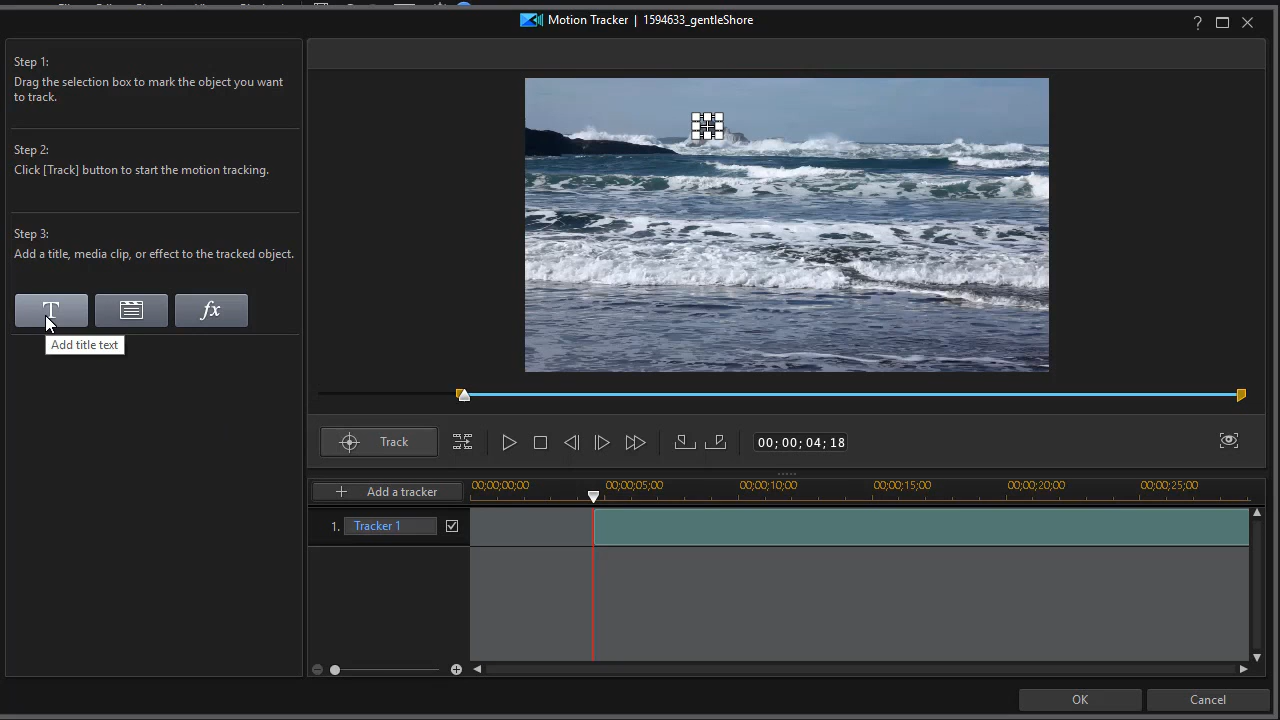 Motion Tracker | 1594633_gentleShore
?
Step 1:
Drag the selection box to mark the object you want
to track.
Step 2:
Click [Track] button to start the motion tracking.
Step 3:
Add a title, media clip, or effect to the tracked object.
T
fx
Add title text
Track
00;00;04;18
Add a tracker
00;00;00;00
00;00;05;00
00;00;10;00
00;00;15;00
00;00;20;00
00;00;25;00
1.
Tracker 1
OK
Cancel